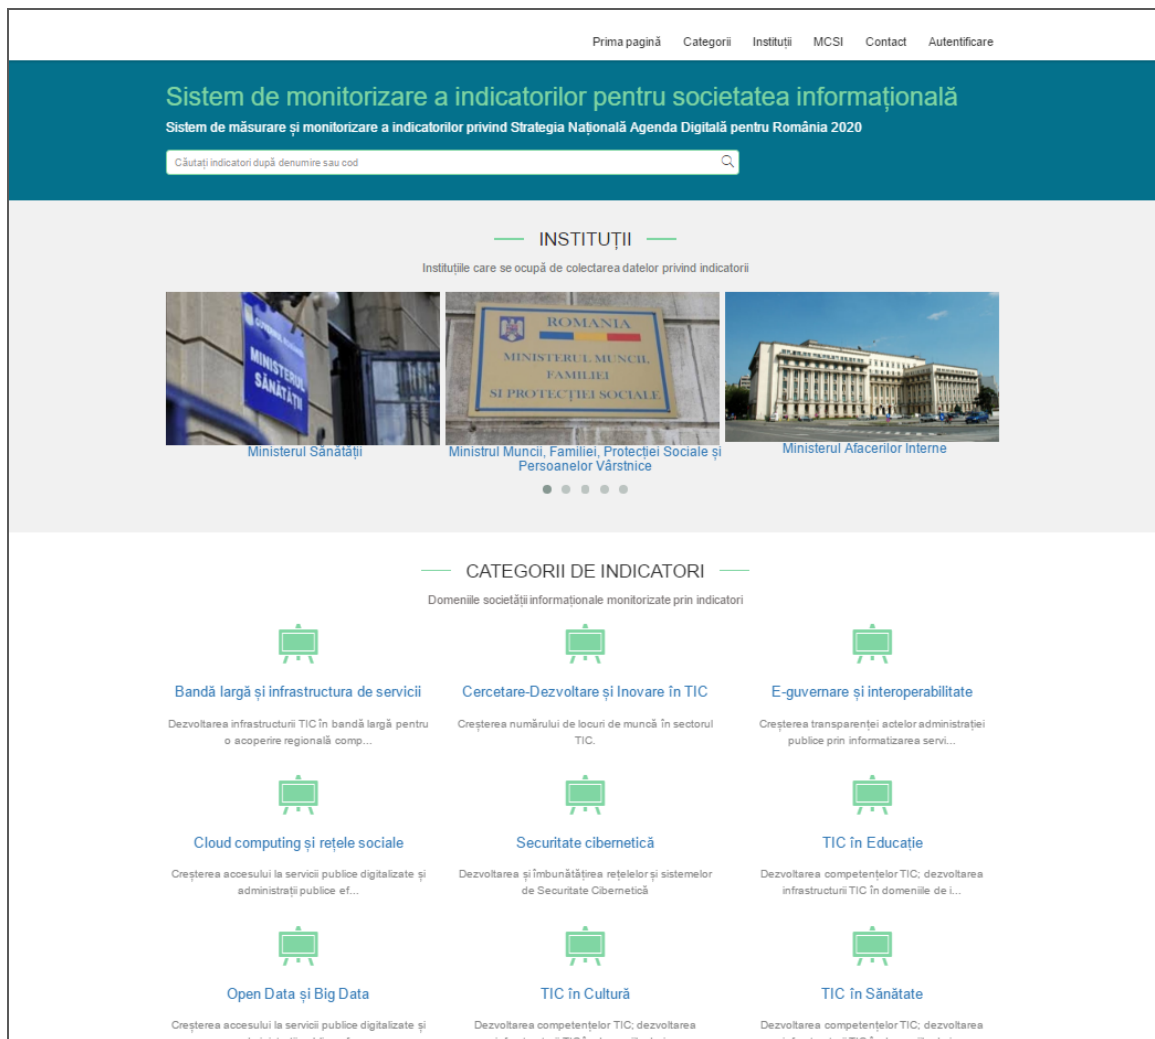 Prima pagină Categorii Instituții MCSI Contact Autentificare
Sistem de monitorizare a indicatorilor pentru societatea informațională
Sistem de măsurare și monitorizare a indicatorilor privind Strategia Națională Agenda Digitală pentru România 2020
Căutați indicatori după denumire sau cod
INSTITUȚII
Instituțiile care se ocupă de colectarea datelor privind indicatorii
MINISTERUL
SĂNĂTĂȚII
ROMANIA
MINISTERUL MUNCII,
FAMILIEI
SI PROTECTIEI SOCIALE
Ministerul Sănătății
Ministrul Muncii, Familiei, Protecției Sociale și
Persoanelor Vârstnice
Ministerul Afacerilor Interne
CATEGORII DE INDICATORI
Domeniile societății informaționale monitorizate prin indicatori
Bandă largă și infrastructura de servicii
Dezvoltarea infrastructurii TIC în bandă largă pentru
o acoperire regională comp...
Cercetare-Dezvoltare și Inovare în TIC
Creșterea numărului de locuri de muncă în sectorul
TIC.
E-guvernare și interoperabilitate
Creșterea transparenței actelor administrației
publice prin informatizarea servi...
Cloud computing și rețele sociale
Creșterea accesului la servicii publice digitalizate și
administrații publice ef...
Securitate cibernetică
Dezvoltarea și îmbunătățirea rețelelor și sistemelor
de Securitate Cibernetică
TIC în Educație
Dezvoltarea competențelor TIC; dezvoltarea
infrastructurii TIC în domeniile de i...
Open Data și Big Data
Creșterea accesului la servicii publice digitalizate și
TIC în Cultură
Dezvoltarea competențelor TIC; dezvoltarea
TIC în Sănătate
Dezvoltarea competențelor TIC; dezvoltarea